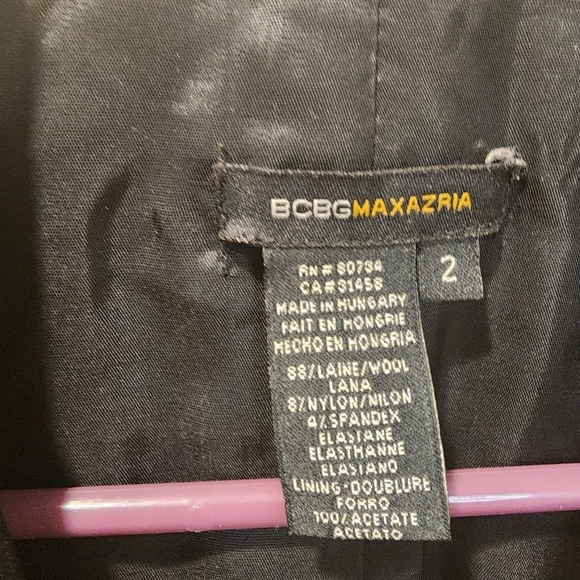 BCBGMAXAZRIA
2
RN# 80734
CA#31458
MADE IN HUNGARY
FAIT EN HONGRIE
HECHO EN HONGRIA
88% LAINE/WOOL
LANA
8% NYLON/NILON
4% SPANDEX
ELASTANE
ELASTHANNE
ELASTANO
LINING-DOUBLURE
FORRO
100% ACETATE
ACETATO